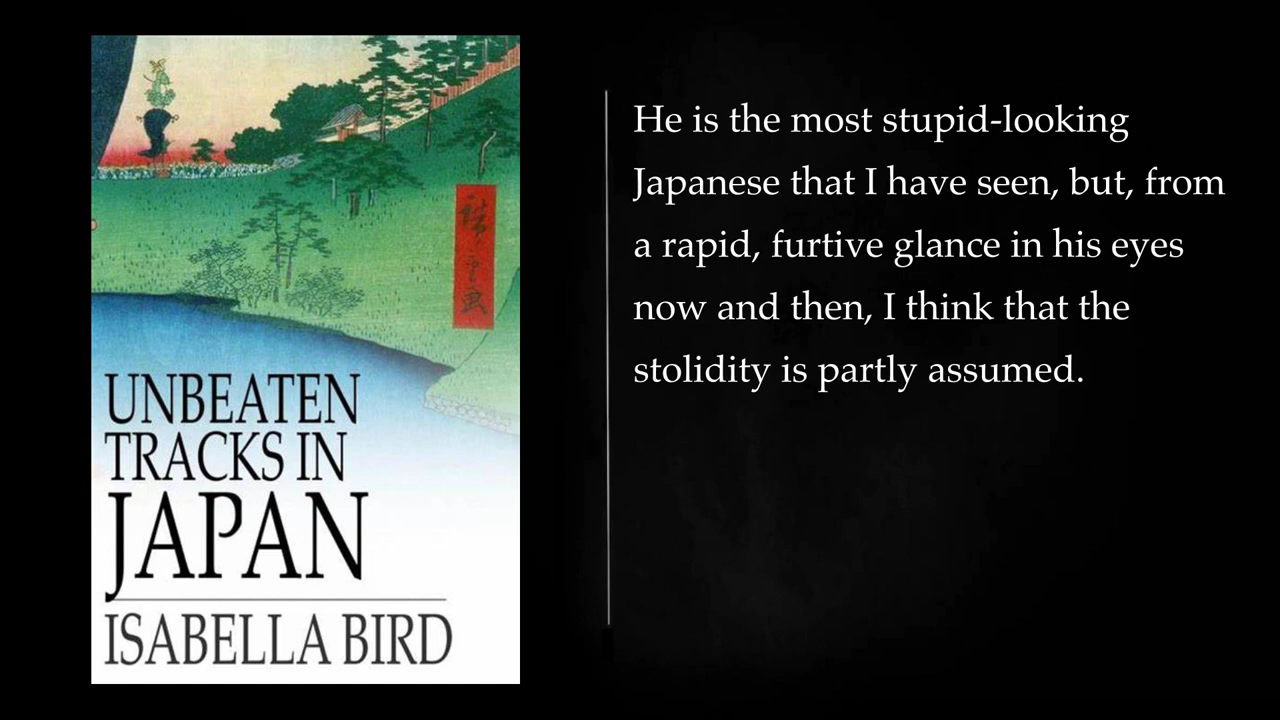 UNBEATEN
TRACKS IN
JAPAN
ISABELLA BIRD
He is the most stupid-looking
Japanese that I have seen, but, from
a rapid, furtive glance in his eyes
now and then, I think that the
stolidity is partly assumed.